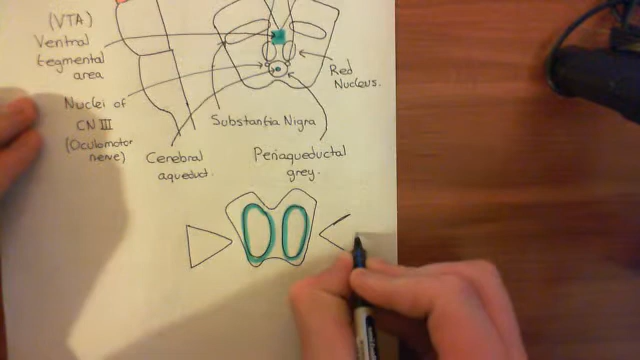 (VTA)
Ventral
tegmental
area
Nuclei of
CN III
(Oculomotor
nerve)
Cerebral
aqueduct.
Substantia Nigra
Red
Nucleus.
Periaqueductal
grey.